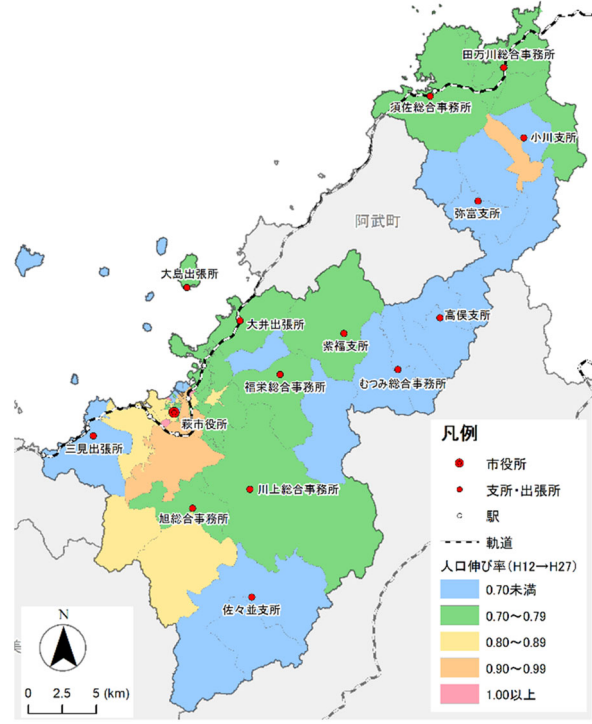 田万川総合事務所
須佐総合事務所
小川支所
弥富支所
阿武町
大島出張所
大井出張所
高俣支所
紫福支所
むつみ総合事務所
福栄総合事務所
萩市役所
三見出張所
川上総合事務所
旭総合事務所
佐々並支所
凡例
市役所
支所・出張所
駅
軌道
人口伸び率(H12→H27)
0.70未満
0.70～0.79
0.80～0.89
0.90～0.99
1.00以上
N
0 2.5 5 (km)